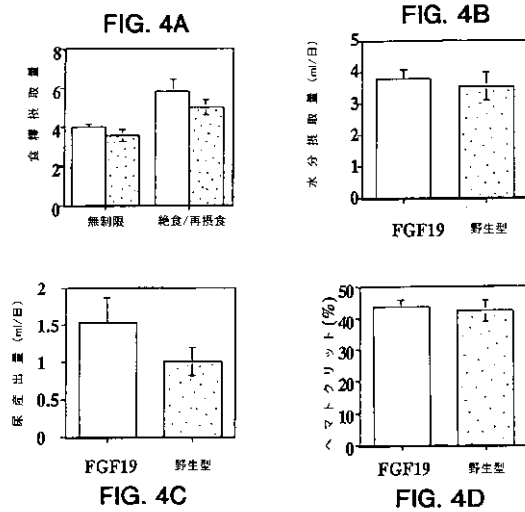 FIG. 4A
食糧摂取量
8
6
4
2
0
無制限 絶食/再摂食
FIG. 4B
水分摂取量 (ml/日)
5
4
3
2
1
0
FGF19 野生型
尿産出量 (ml/日)
2
1.5
1
0.5
0
FGF19 野生型
FIG. 4C
ヘマトクリット(%)
50
40
30
20
10
0
FGF19 野生型
FIG. 4D